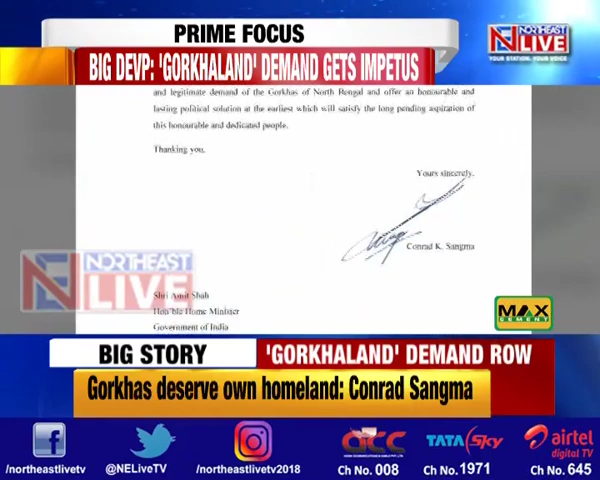 PRIME FOCUS
NORTHEAST
LIVE
YOUR STATION, YOUR VOICE
BIG DEVP: 'GORKHALAND' DEMAND GETS IMPETUS
and legitimate demand of the Gorkhas of North Bengal and offer an honourable and
lasting political solution at the earliest which will satisfy the long pending aspiration of
this honourable and dedicated people.
Thanking you,
Yours sincerely,
Conrad K. Sangma
NORTHEAST
LIVE
Shri Amit Shah
Hon'ble Home Minister
Government of India
MAX
CEMENT
BIG STORY
'GORKHALAND' DEMAND ROW
Gorkhas deserve own homeland: Conrad Sangma
/northeastlivetv
@NELiveTV
/northeastlivetv2018
acc
Ch No. 008
TATA sky
Ch No. 1971
airtel
digital TV
Ch No. 645